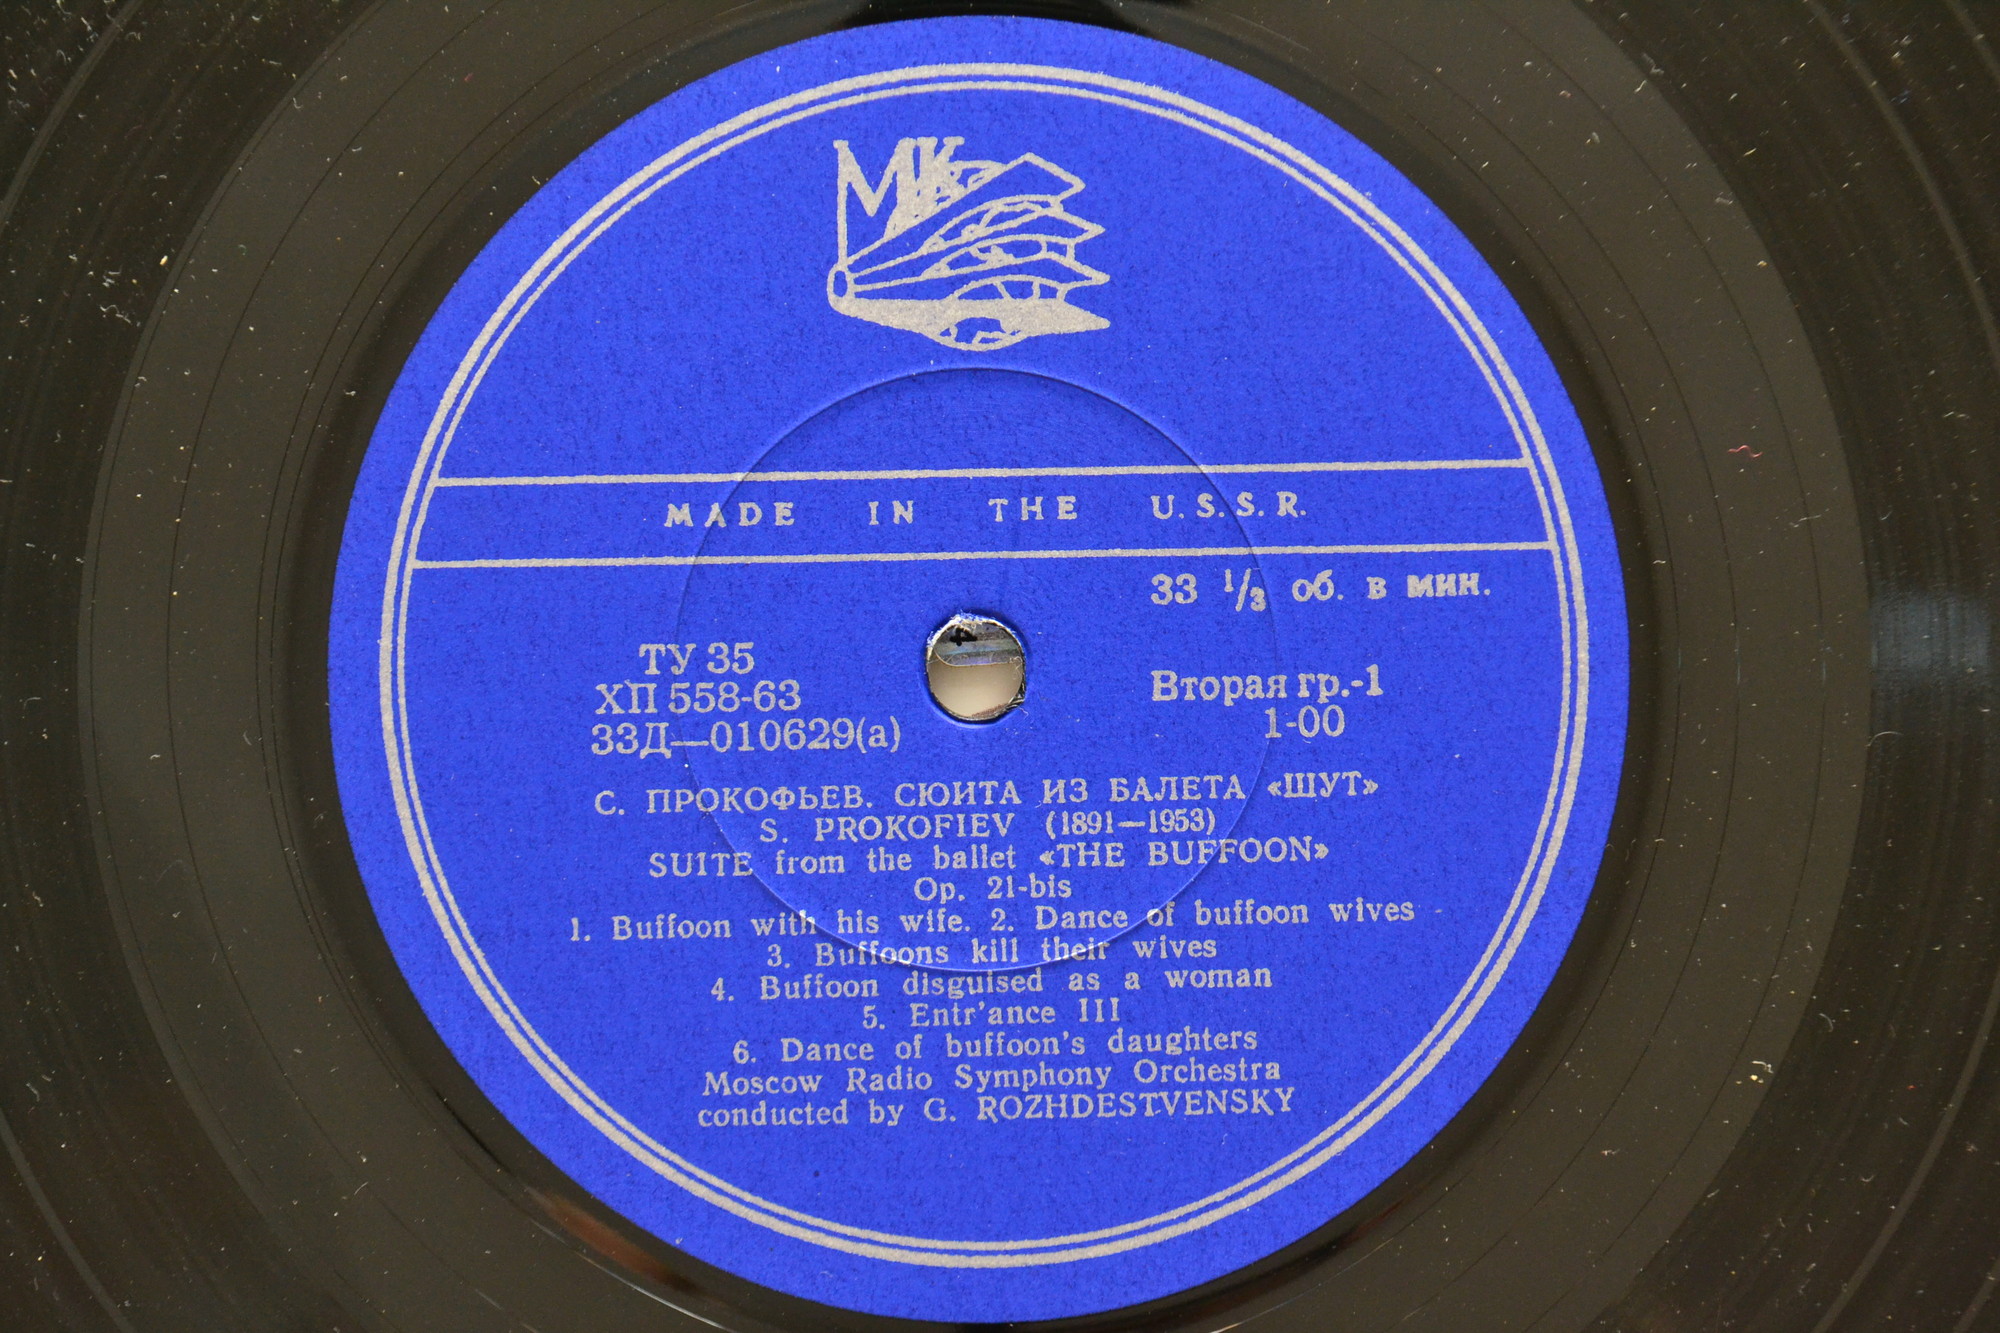 МК
MADE IN THE U.S.S.R.
33 1/3 об. в мин.
ТУ 35
ХП 558-63
33Д—010629(а)
Вторая гр.-1
1-00
С. ПРОКОФЬЕВ. СЮИТА ИЗ БАЛЕТА «ШУТ»
S. PROKOFIEV (1891—1953)
SUITE from the ballet «THE BUFFOON»
Op. 21-bis
1. Buffoon with his wife. 2. Dance of buffoon wives
3. Buffoons kill their wives
4. Buffoon disguised as a woman
5. Entr'ance III
6. Dance of buffoon's daughters
Moscow Radio Symphony Orchestra
conducted by G. ROZHDESTVENSKY
4